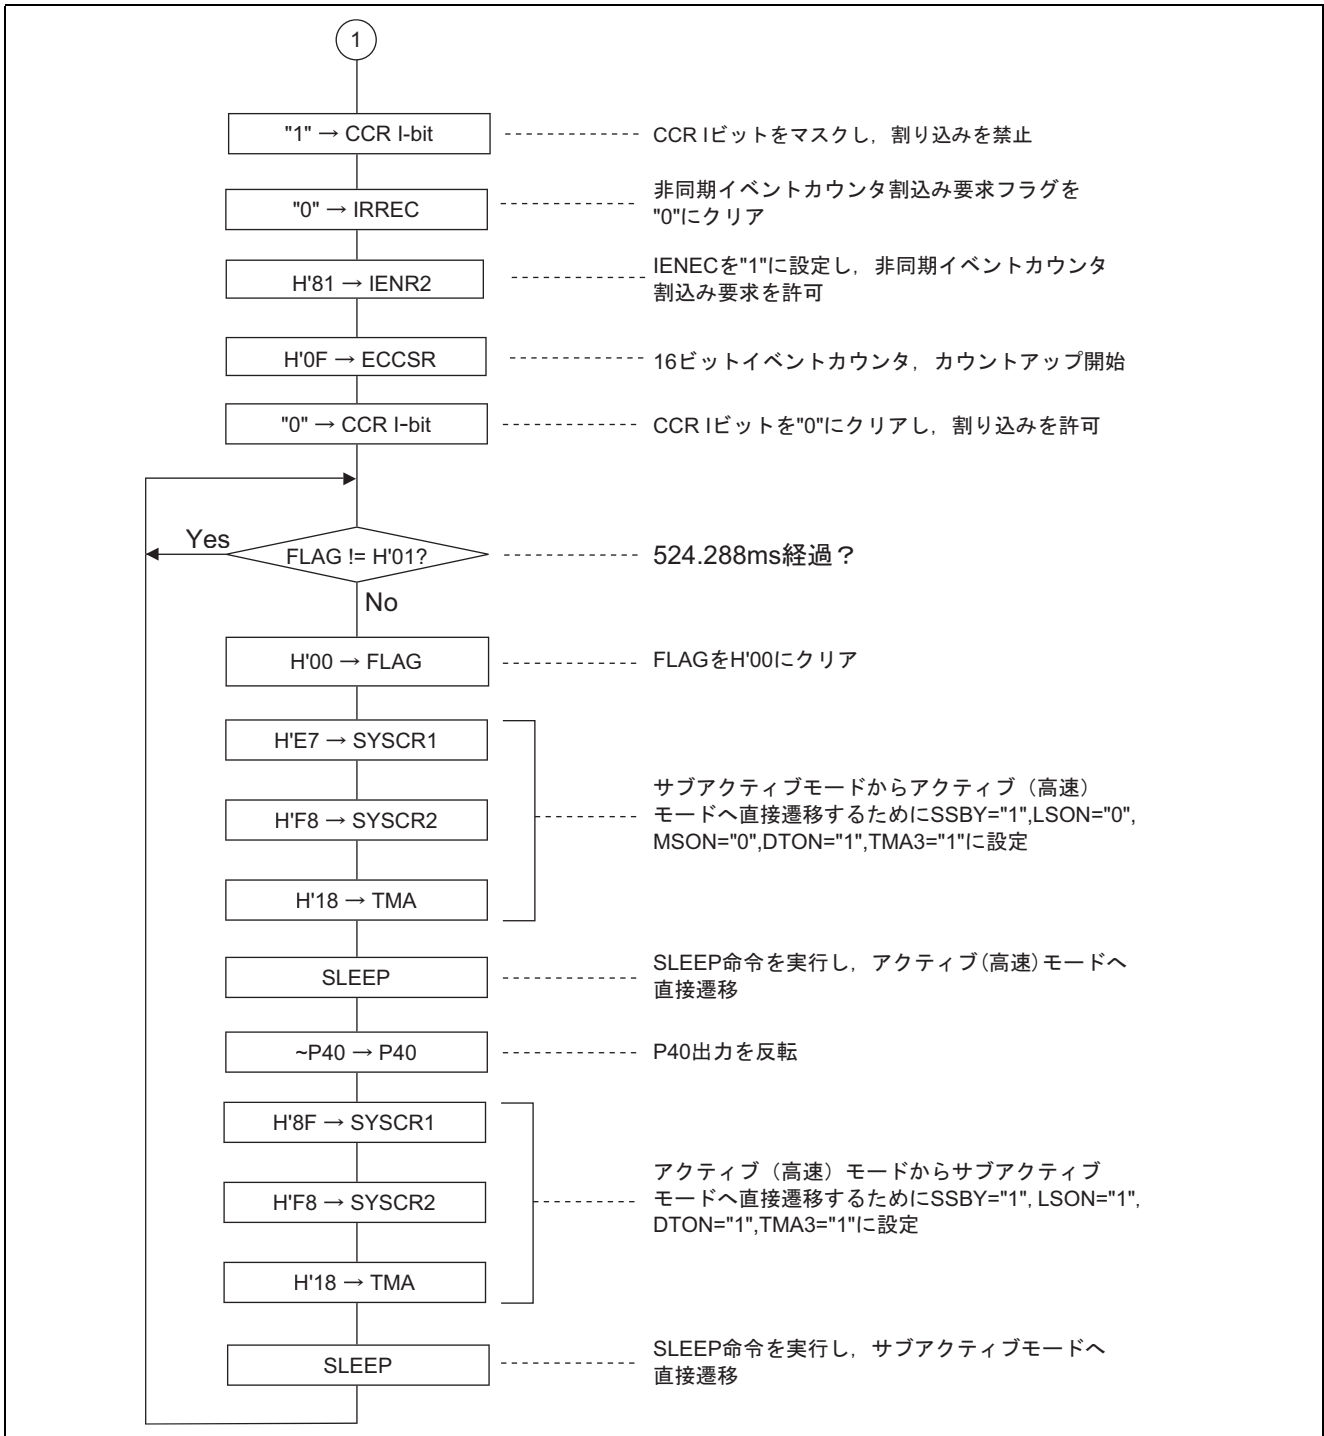 1
"1" → CCR I-bit
CCR Iビットをマスクし，割り込みを禁止
"0" → IRREC
非同期イベントカウンタ割込み要求フラグを
"0"にクリア
H'81 → IENR2
IENECを"1"に設定し，非同期イベントカウンタ
割込み要求を許可
H'0F → ECCSR
16ビットイベントカウンタ，カウントアップ開始
"0" → CCR I-bit
CCR Iビットを"0"にクリアし，割り込みを許可
Yes
FLAG != H'01?
524.288ms経過？
No
H'00 → FLAG
FLAGをH'00にクリア
H'E7 → SYSCR1
H'F8 → SYSCR2
H'18 → TMA
サブアクティブモードからアクティブ（高速）
モードへ直接遷移するためにSSBY="1",LSON="0",
MSON="0",DTON="1",TMA3="1"に設定
SLEEP
SLEEP命令を実行し，アクティブ(高速)モードへ
直接遷移
~P40 → P40
P40出力を反転
H'8F → SYSCR1
H'F8 → SYSCR2
H'18 → TMA
アクティブ（高速）モードからサブアクティブ
モードへ直接遷移するためにSSBY="1", LSON="1",
DTON="1",TMA3="1"に設定
SLEEP
SLEEP命令を実行し，サブアクティブモードへ
直接遷移